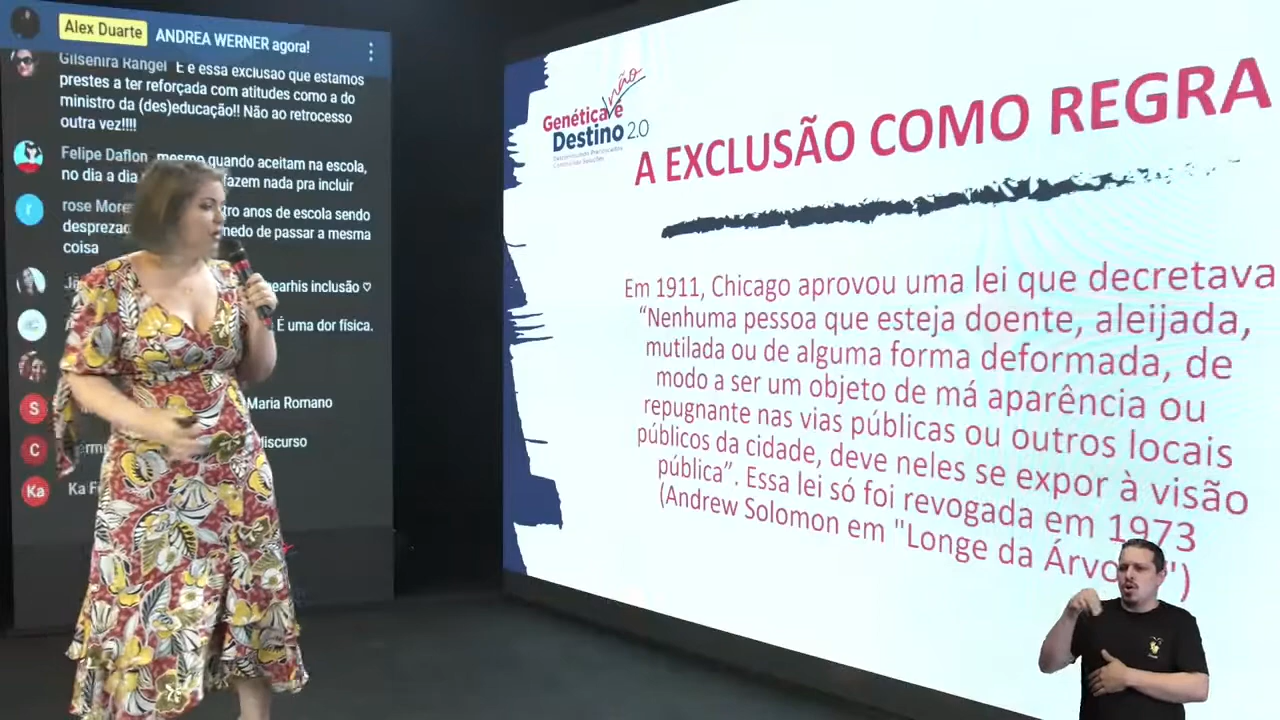 Alex Duarte ANDREA WERNER agora!
Gilsenira Rangel E é essa exclusão que estamos
prestes a ter reforçada com atitudes como a do
ministro da (des)educação!! Não ao retrocesso
outra vez!!!!
Felipe Daflon mesmo quando aceitam na escola,
no dia a dia fazem nada pra incluir
rose anos de escola sendo
medo de passar a mesma
coisa
inclusão ♡
É uma dor física.
S Maria Romano
C
Ka Ka
não
Genética é
Destino 2.0
A EXCLUSÃO COMO REGRA
Em 1911, Chicago aprovou uma lei que decretava
“Nenhuma pessoa que esteja doente, aleijada,
mutilada ou de alguma forma deformada, de
modo a ser um objeto de má aparência ou
repugnante nas vias públicas ou outros locais
públicos da cidade, deve neles se expor à visão
pública”. Essa lei só foi revogada em 1973
(Andrew Solomon em "Longe da